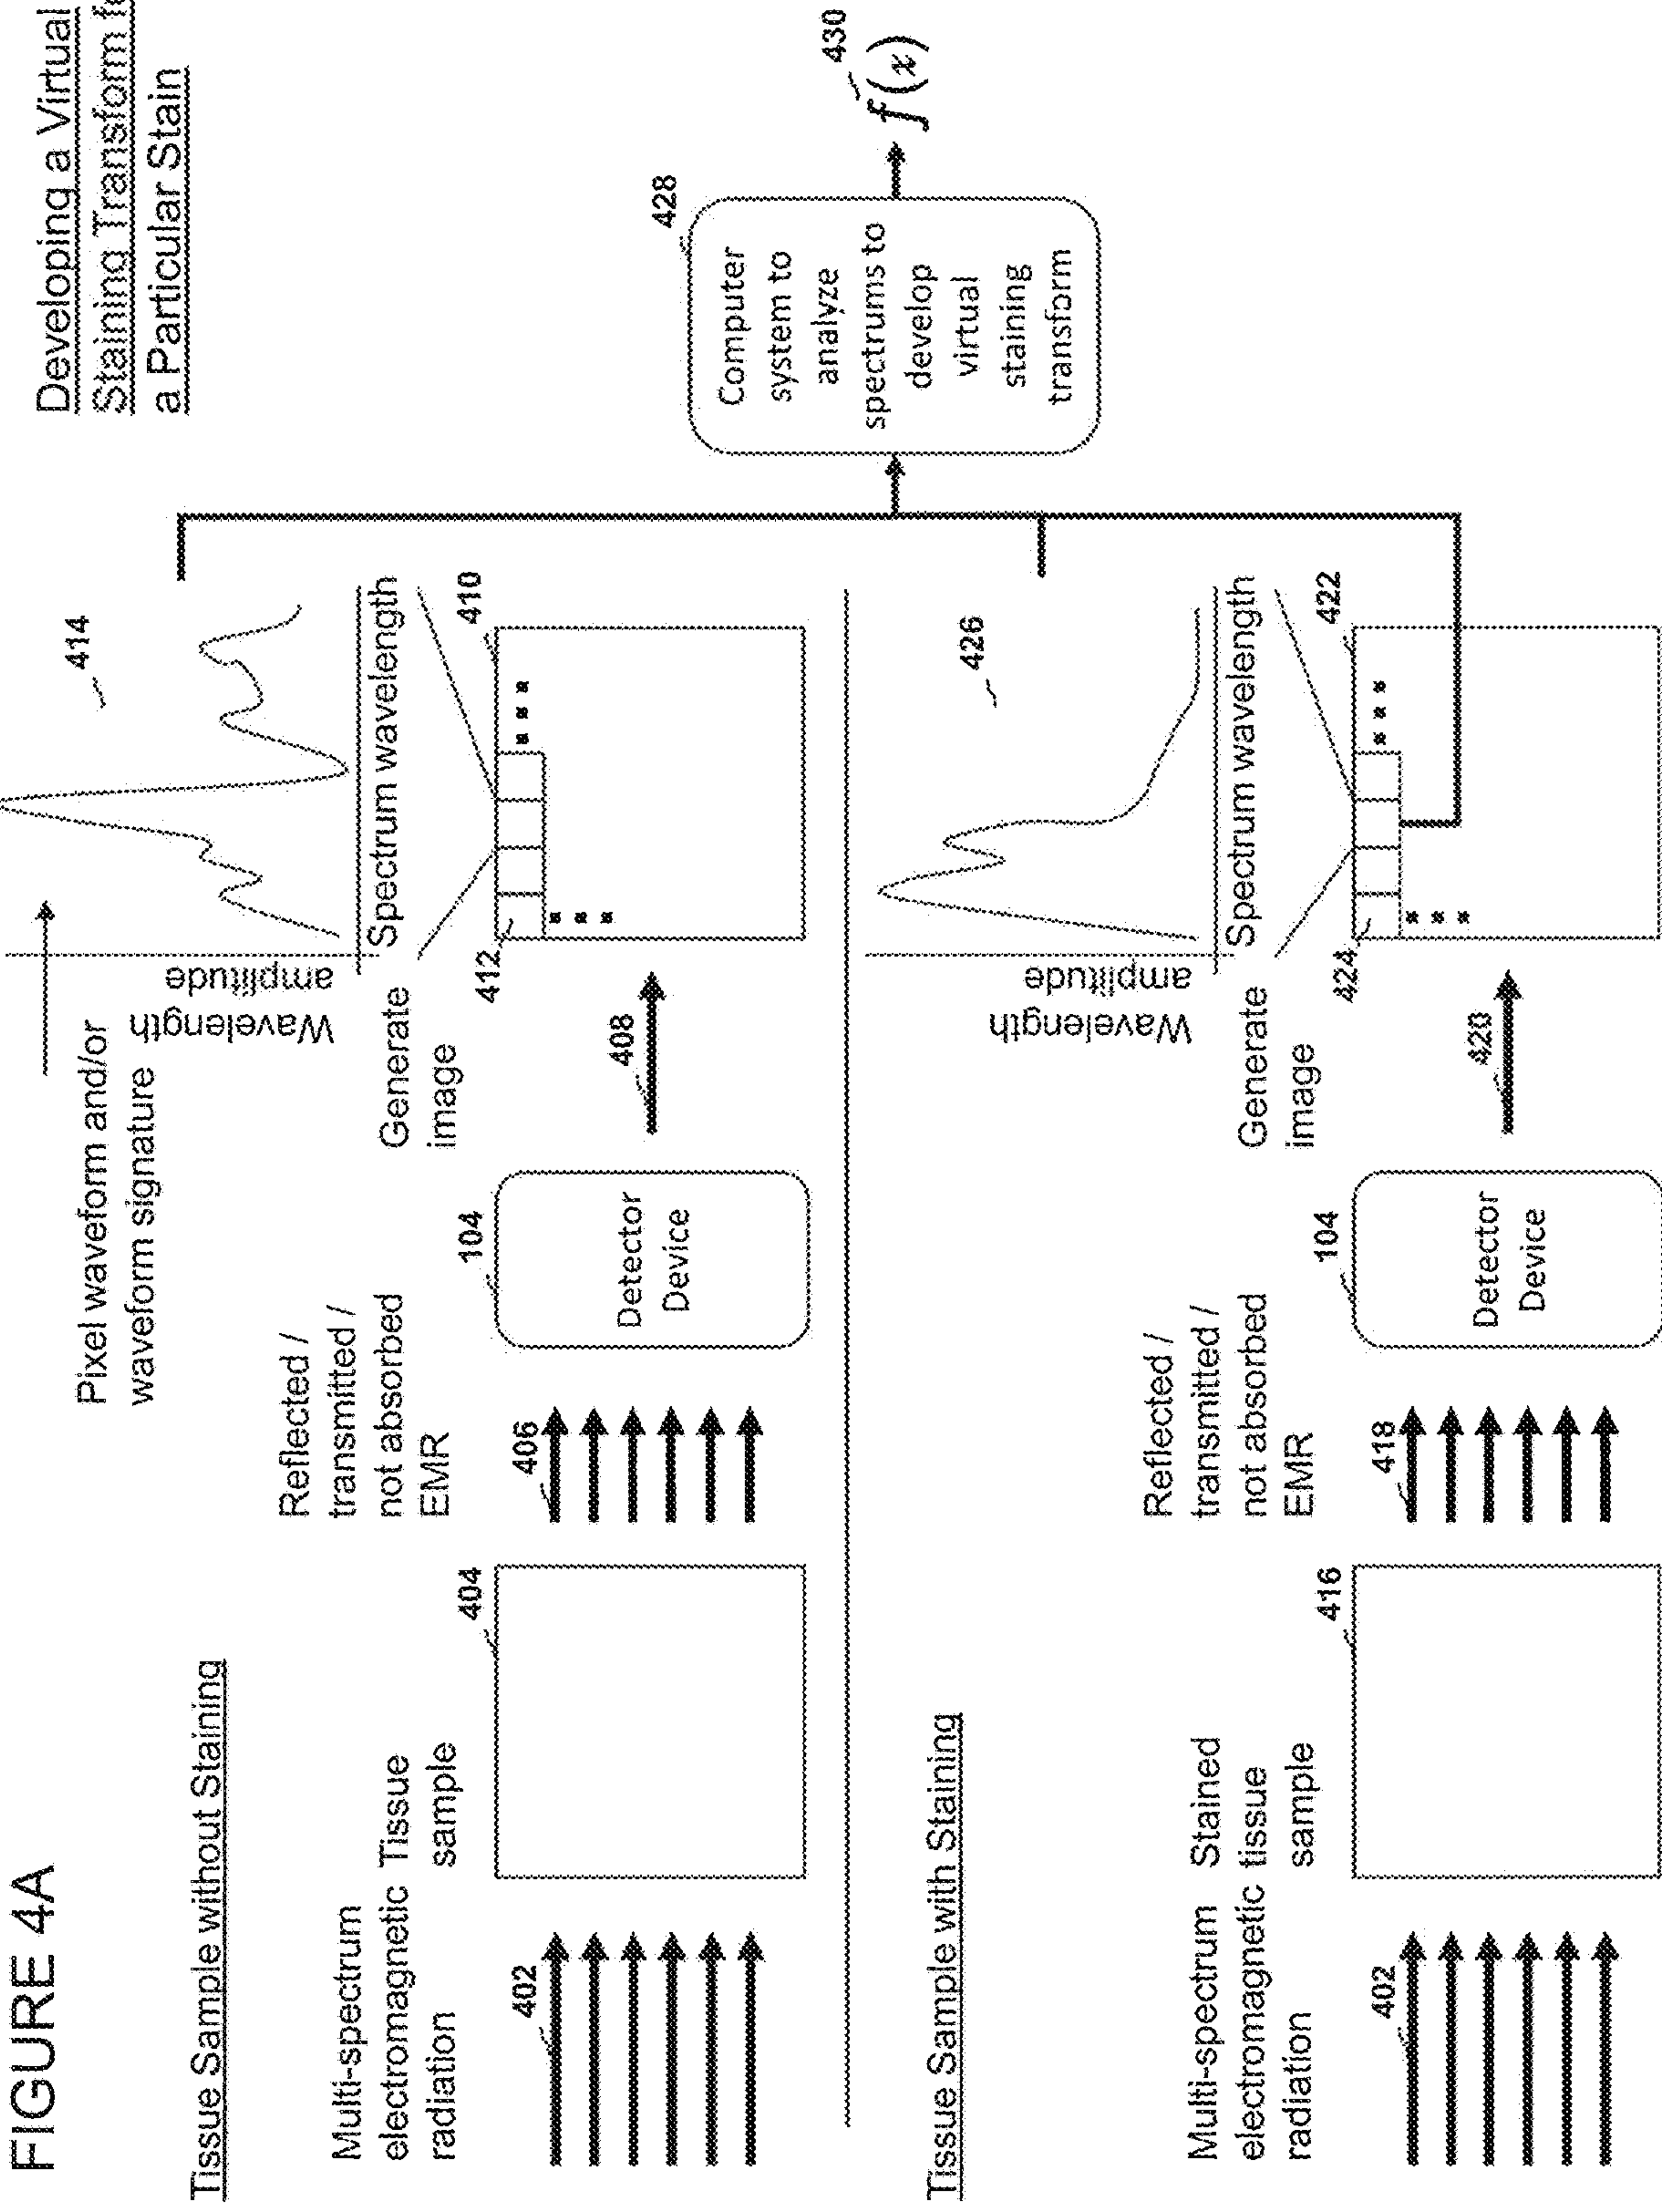 FIGURE 4A
Developing a Virtual
Staining Transform
a Particular Stain
Tissue Sample without Staining
Pixel waveform and/or
waveform signature
414
Wavelength
amplitude
Spectrum wavelength
Multi-spectrum
electromagnetic
radiation
402
Tissue
sample
404
Reflected /
transmitted /
not absorbed
EMR
406
104
Detector
Device
Generate
image
408
412
410
Tissue Sample with Staining
426
Wavelength
amplitude
Spectrum wavelength
Multi-spectrum
electromagnetic
radiation
402
Stained
tissue
sample
416
Reflected /
transmitted /
not absorbed
EMR
418
104
Detector
Device
Generate
image
420
424
422
428
Computer
system to
analyze
spectrums to
develop
virtual
staining
transform
430
f(x)